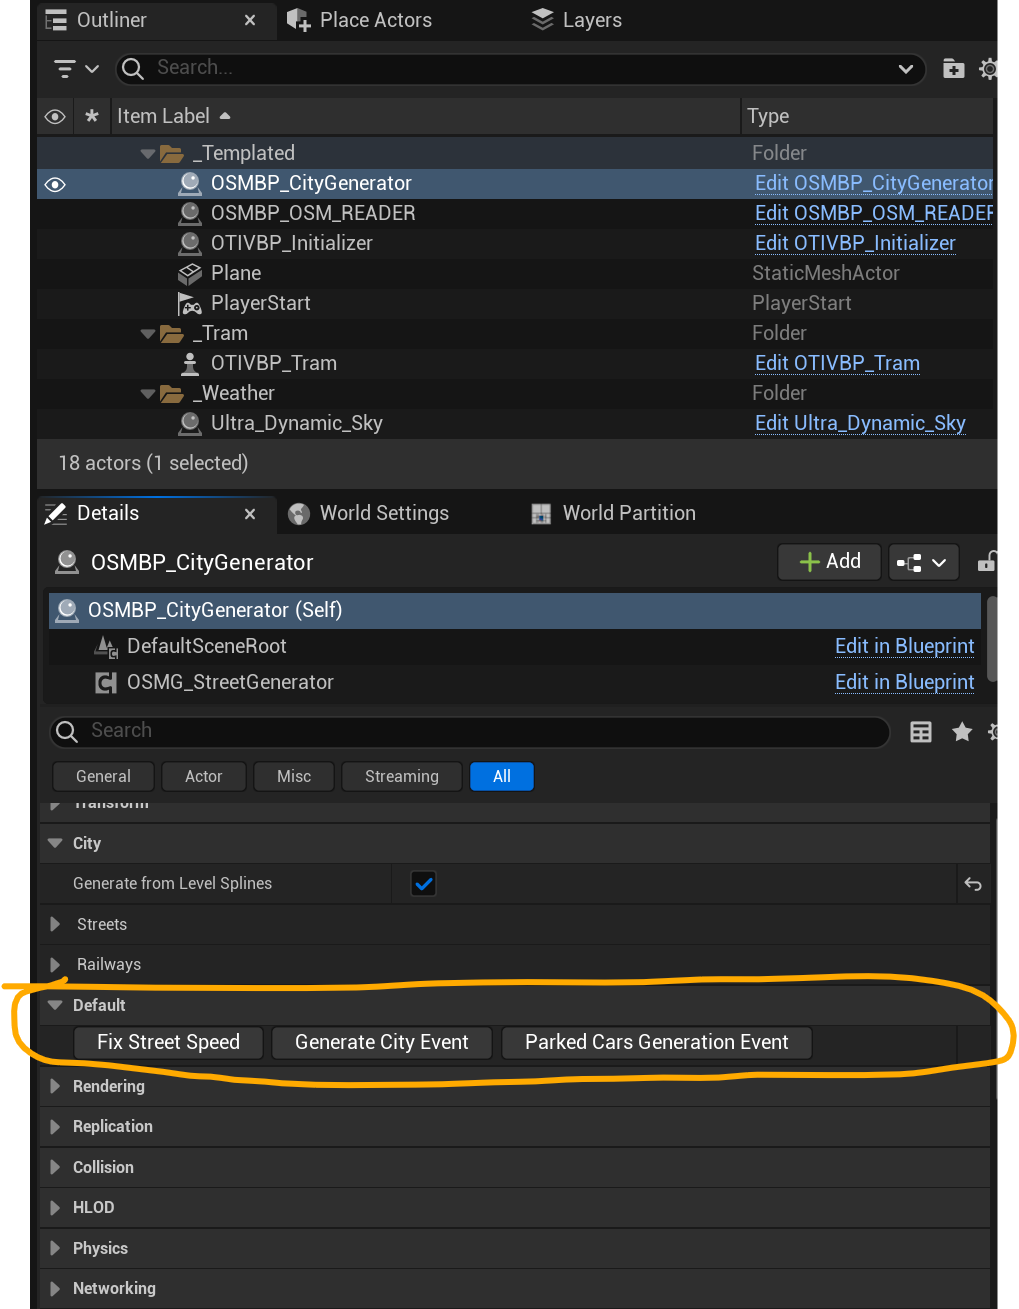 Outliner × Place Actors Layers
Search...
* Item Label Type
_Templated Folder
OSMBP_CityGenerator Edit OSMBP_CityGenerator
OSMBP_OSM_READER Edit OSMBP_OSM_READER
OTIVBP_Initializer Edit OTIVBP_Initializer
Plane StaticMeshActor
PlayerStart PlayerStart
_Tram Folder
OTIVBP_Tram Edit OTIVBP_Tram
_Weather Folder
Ultra_Dynamic_Sky Edit Ultra_Dynamic_Sky
18 actors (1 selected)
Details × World Settings World Partition
OSMBP_CityGenerator + Add
OSMBP_CityGenerator (Self)
DefaultSceneRoot Edit in Blueprint
OSMG_StreetGenerator Edit in Blueprint
Search
General Actor Misc Streaming All
Transform
City
Generate from Level Splines
Streets
Railways
Default
Fix Street Speed Generate City Event Parked Cars Generation Event
Rendering
Replication
Collision
HLOD
Physics
Networking